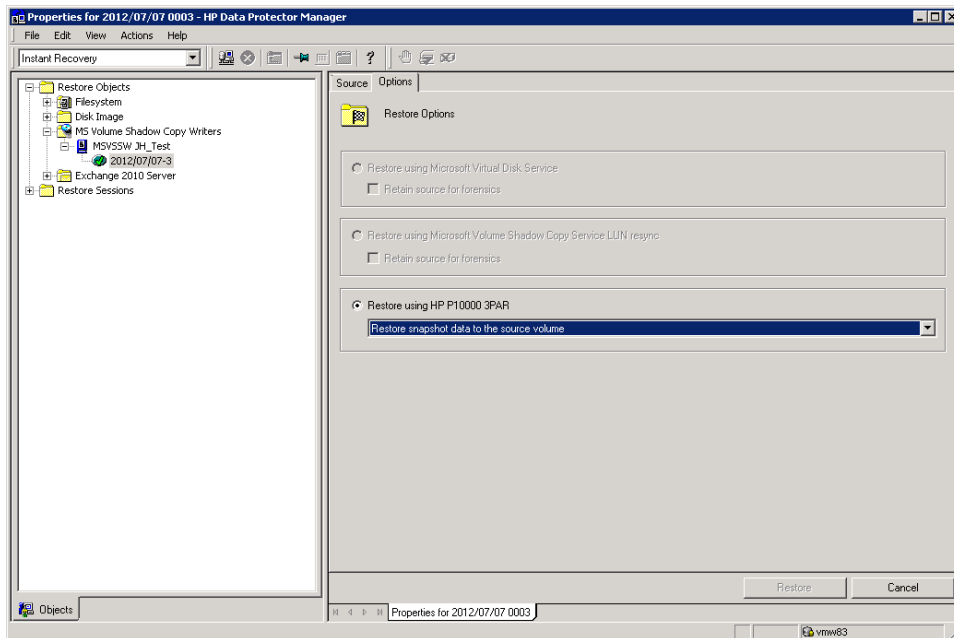 Properties for 2012/07/07 0003 - HP Data Protector Manager
File Edit View Actions Help
Instant Recovery
Restore Objects
Filesystem
Disk Image
MS Volume Shadow Copy Writers
MSVSSW JH_Test
2012/07/07-3
Exchange 2010 Server
Restore Sessions
Objects
Source Options
Restore Options
Restore using Microsoft Virtual Disk Service
Retain source for forensics
Restore using Microsoft Volume Shadow Copy Service LUN resync
Retain source for forensics
Restore using HP P10000 3PAR
Restore snapshot data to the source volume
Restore Cancel
Properties for 2012/07/07 0003
vmw83